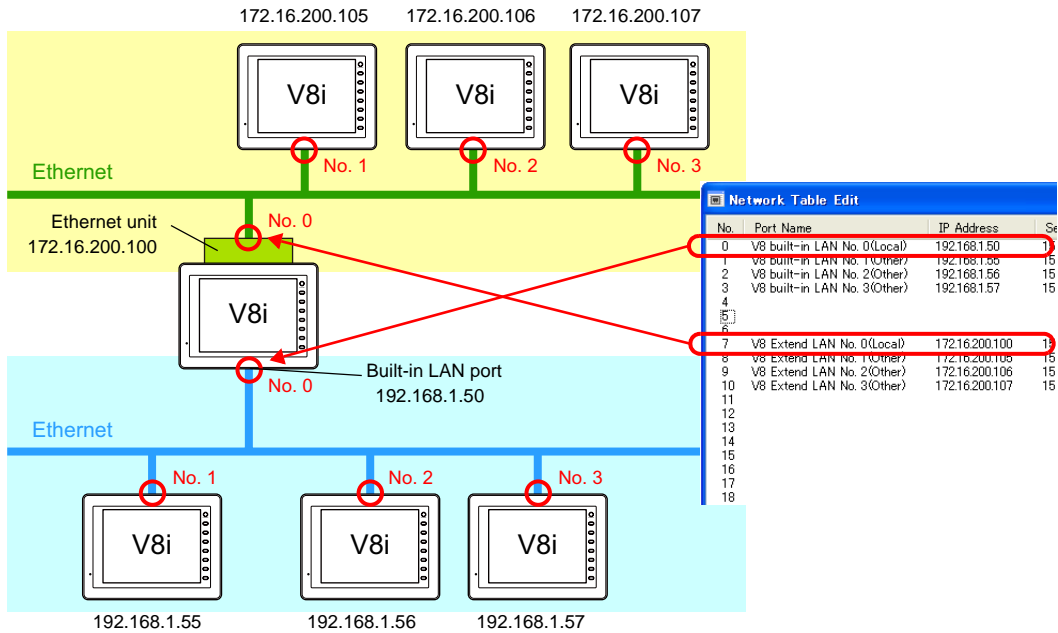 172.16.200.105 172.16.200.106 172.16.200.107
V8i V8i V8i
No. 1 No. 2 No. 3
Ethernet
Ethernet unit
172.16.200.100
No. 0
V8i
No. 0
Built-in LAN port
192.168.1.50
Ethernet
No. 1 No. 2 No. 3
V8i V8i V8i
192.168.1.55 192.168.1.56 192.168.1.57
Network Table Edit
No. Port Name IP Address Se
0 V8 built-in LAN No. 0(Local) 192.168.1.50 15
1 V8 built-in LAN No. 1(Other) 192.168.1.55 15
2 V8 built-in LAN No. 2(Other) 192.168.1.56 15
3 V8 built-in LAN No. 3(Other) 192.168.1.57 15
4
5
6
7 V8 Extend LAN No. 0(Local) 172.16.200.100 15
8 V8 Extend LAN No. 1(Other) 172.16.200.105 15
9 V8 Extend LAN No. 2(Other) 172.16.200.106 15
10 V8 Extend LAN No. 3(Other) 172.16.200.107 15
11
12
13
14
15
16
17
18